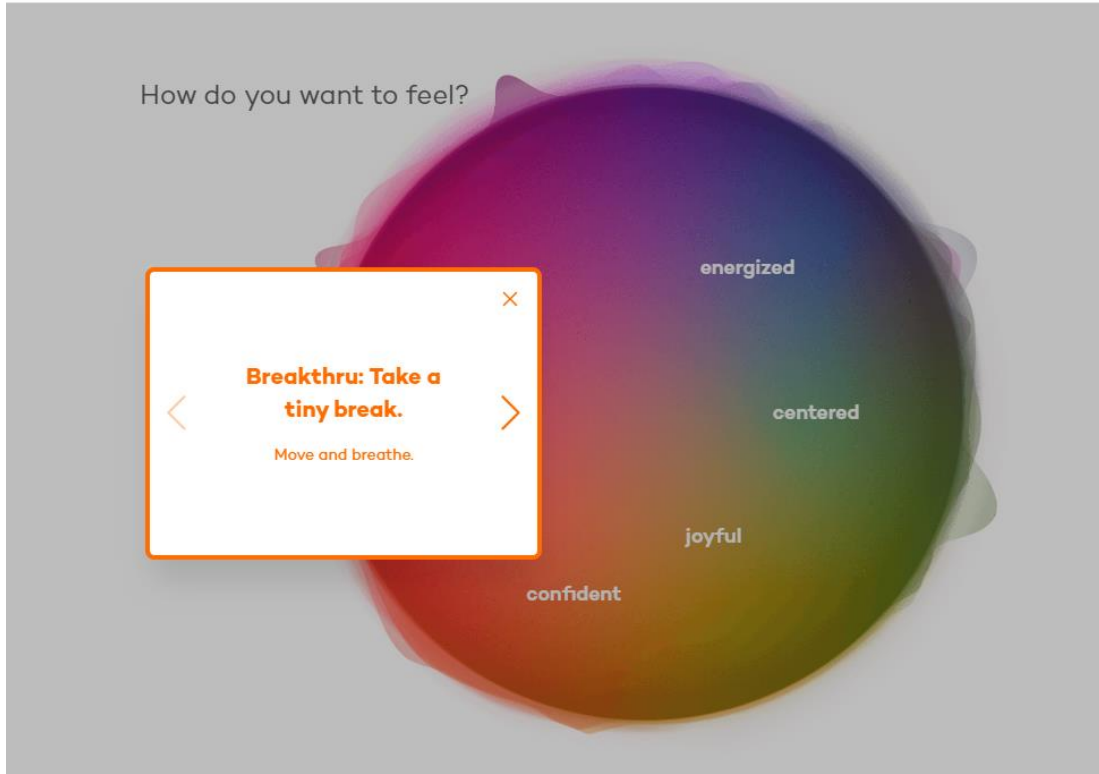 How do you want to feel?
energized
Breakthru: Take a
tiny break.
centered
Move and breathe.
joyful
confident